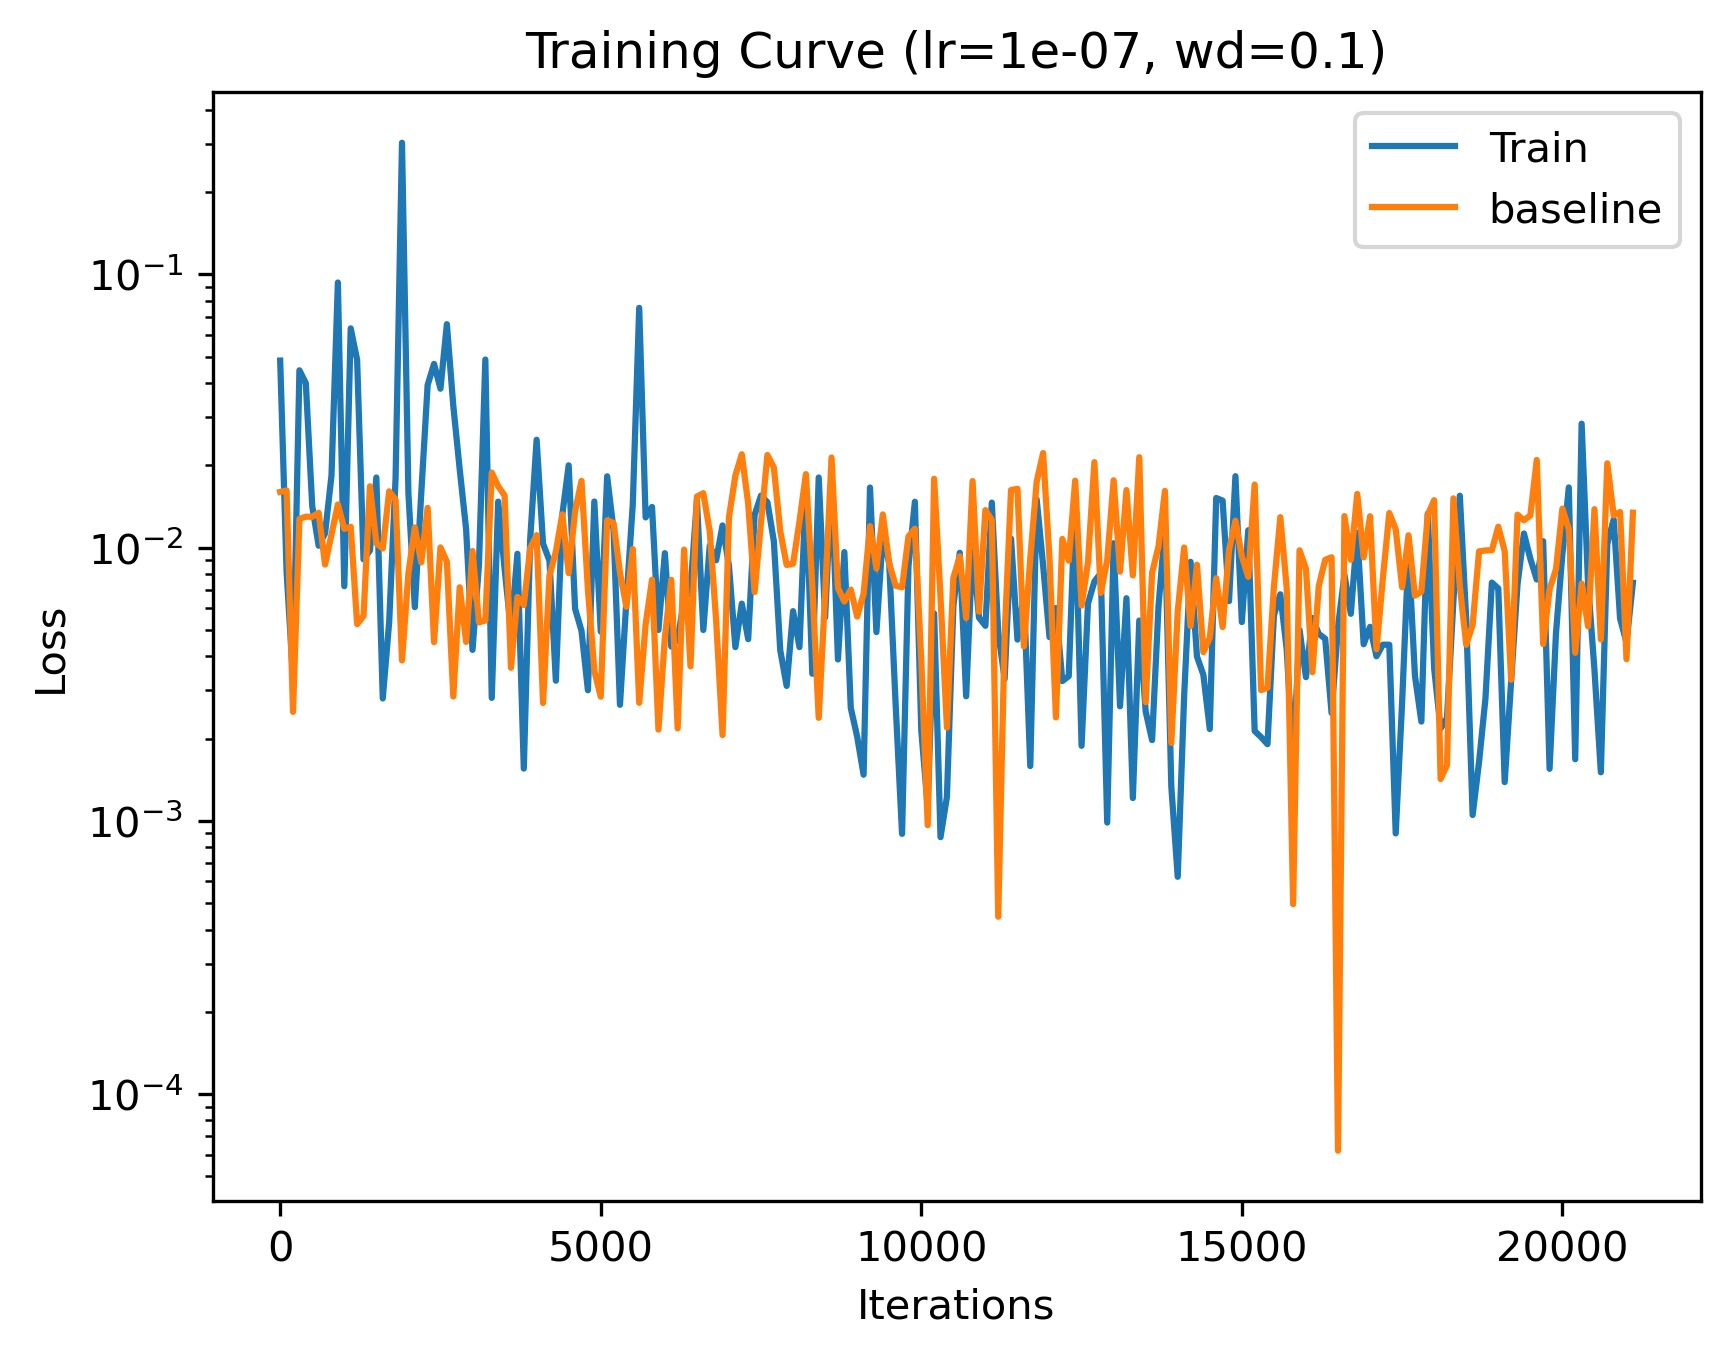 Training Curve (lr=1e-07, wd=0.1)
Train
baseline
10⁻¹
10⁻²
10⁻³
10⁻⁴
Loss
0 5000 10000 15000 20000
Iterations